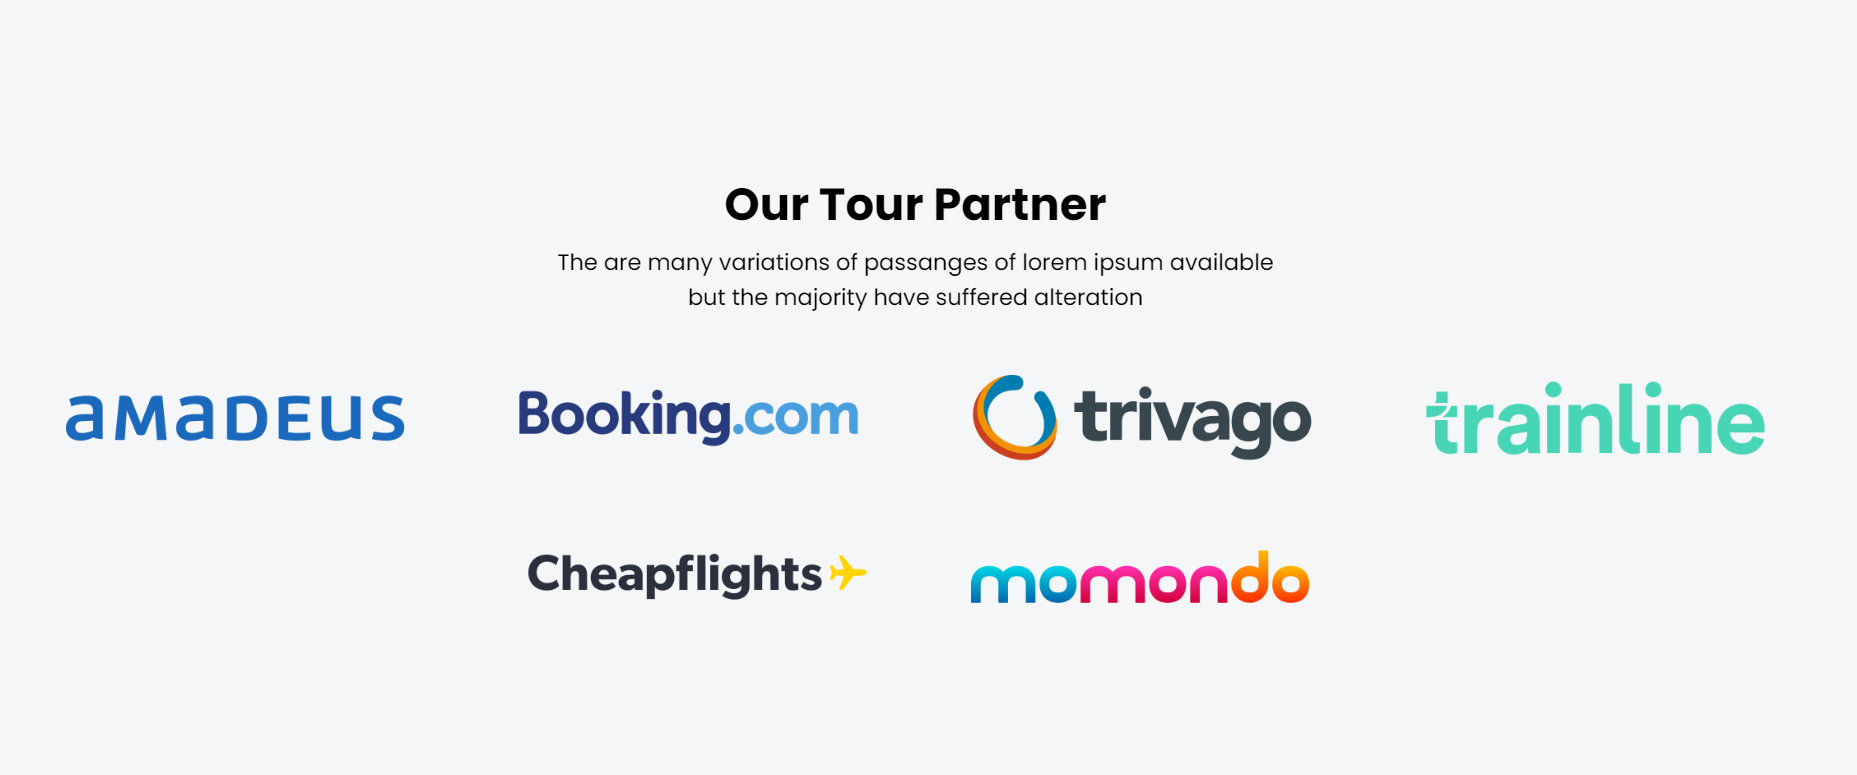 Our Tour Partner
The are many variations of passanges of lorem ipsum available
but the majority have suffered alteration
amadeus
Booking.com
trivago
trainline
Cheapflights
momondo